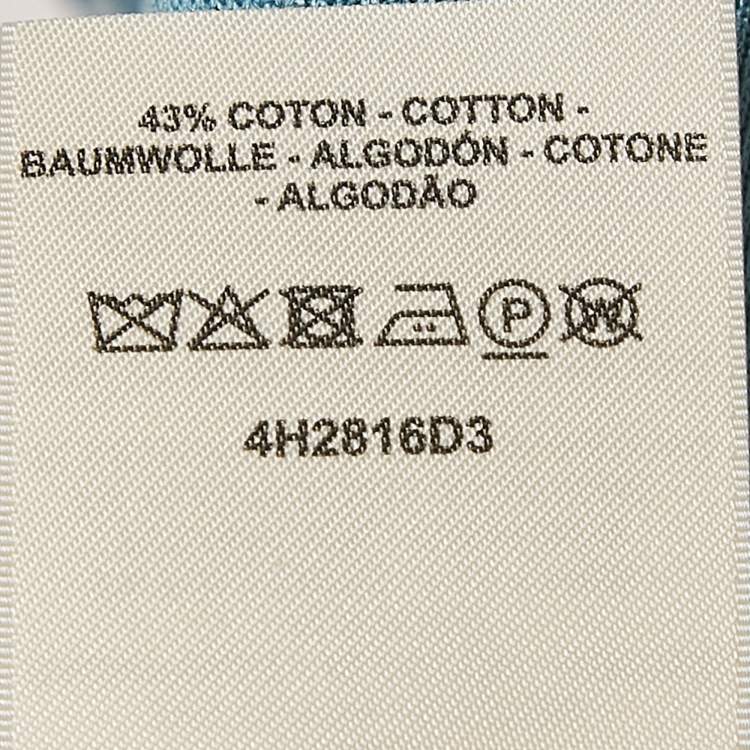 43% COTON - COTTON -
BAUMWOLLE - ALGODÓN - COTONE
- ALGODÃO
P W
4H2816D3